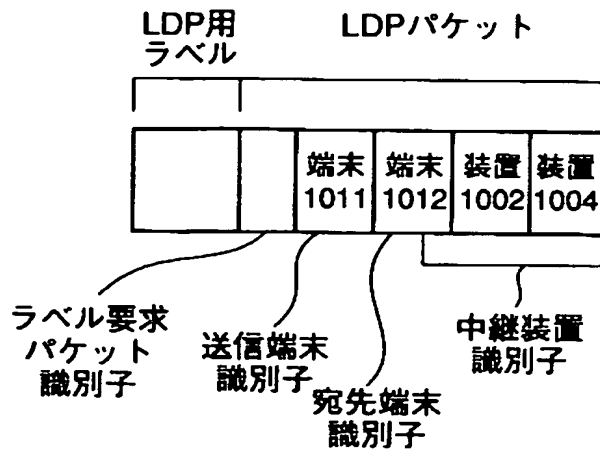 LDP用
ラベル
LDPパケット
端末
1011
端末
1012
装置
1002
装置
1004
ラベル要求
パケット
識別子
送信端末
識別子
宛先端末
識別子
中継装置
識別子